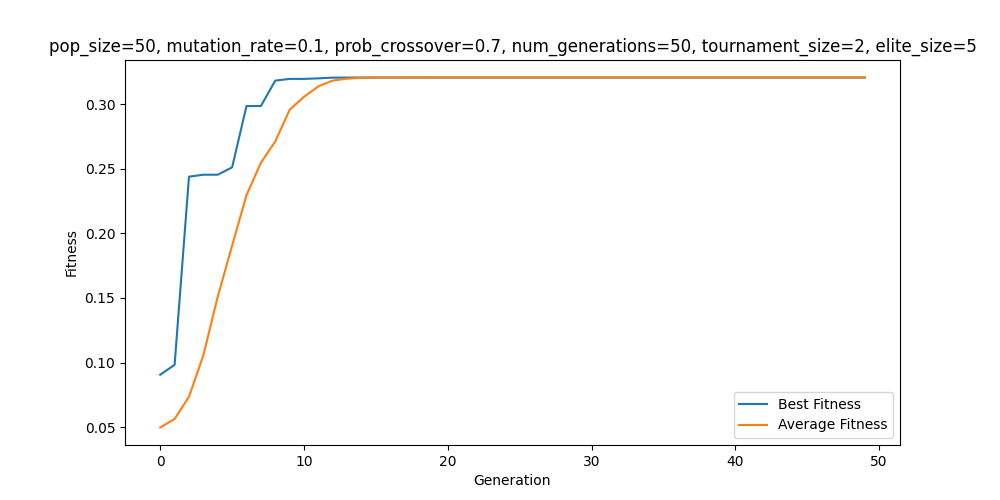 pop_size=50, mutation_rate=0.1, prob_crossover=0.7, num_generations=50, tournament_size=2, elite_size=5
Fitness
0.30
0.25
0.20
0.15
0.10
0.05
Best Fitness
Average Fitness
0 10 20 30 40 50
Generation